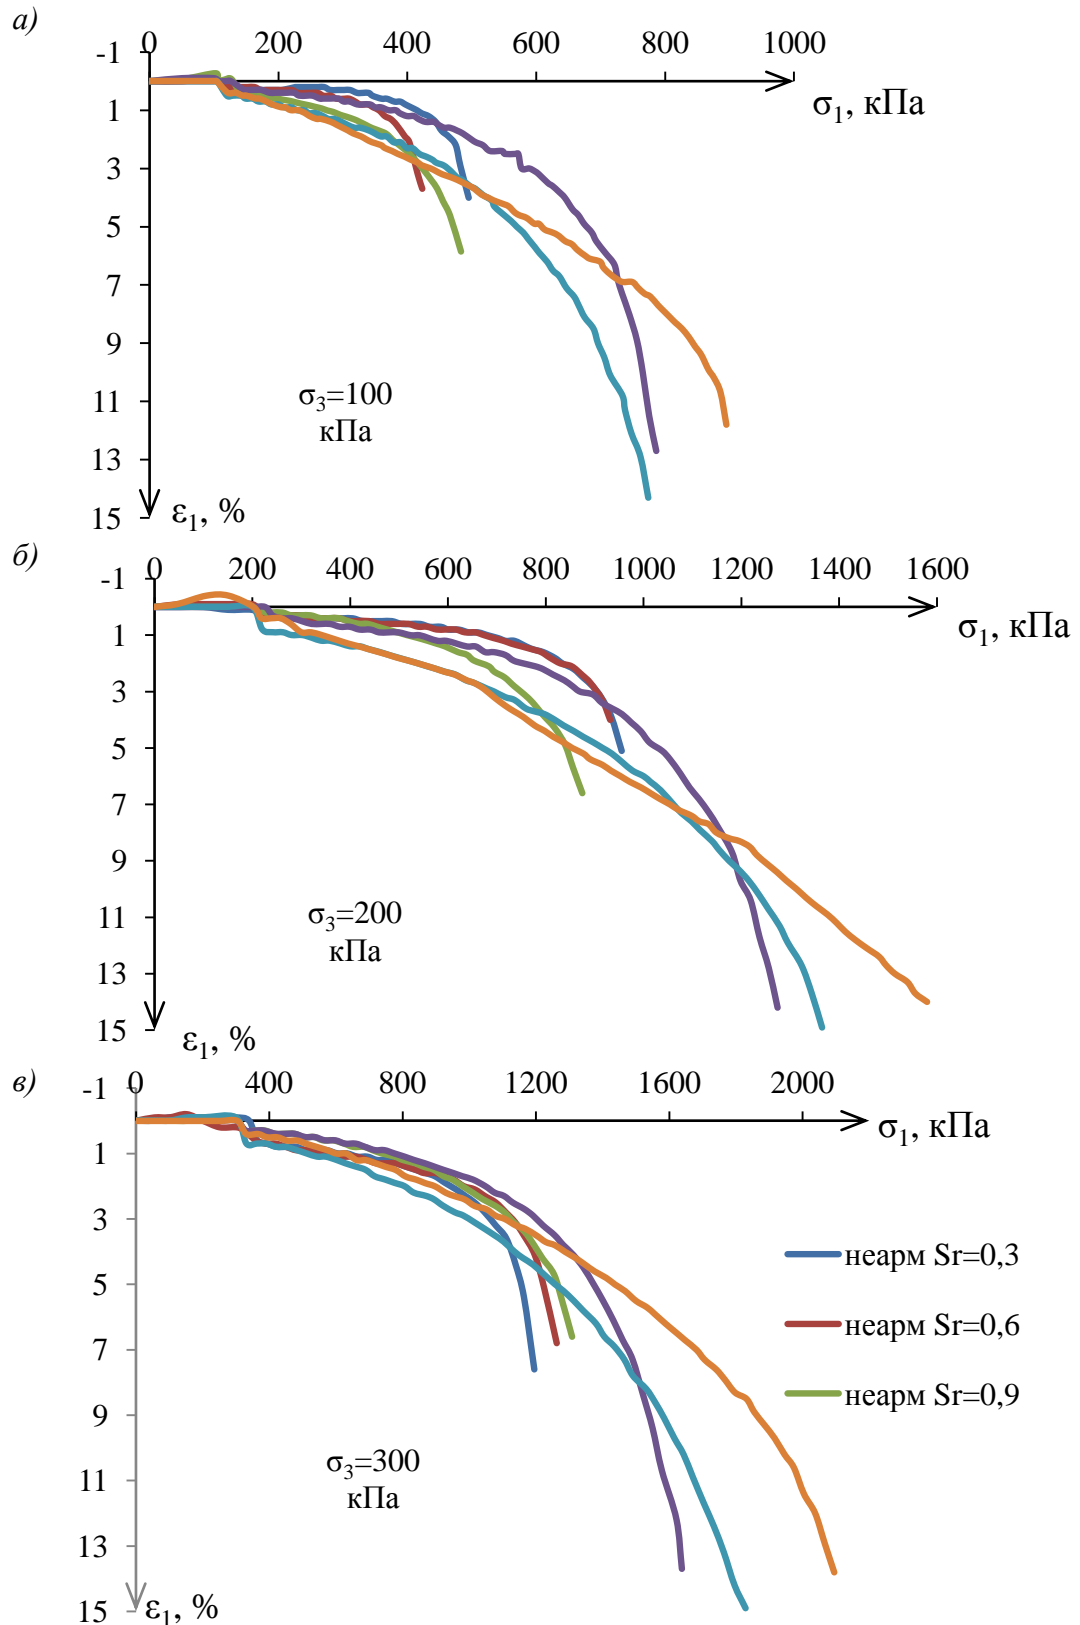 а)
0 200 400 600 800 1000
-1
σ₁, кПа
1
3
5
7
9
11
13
15
σ₃=100
кПа
ε₁, %
б)
0 200 400 600 800 1000 1200 1400 1600
-1
σ₁, кПа
1
3
5
7
9
11
13
15
σ₃=200
кПа
ε₁, %
в)
0 400 800 1200 1600 2000
-1
σ₁, кПа
1
3
5
7
9
11
13
15
неарм Sr=0,3
неарм Sr=0,6
неарм Sr=0,9
σ₃=300
кПа
ε₁, %